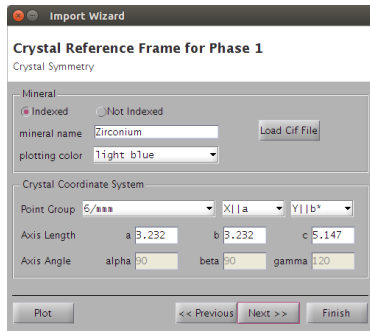 Import Wizard
Crystal Reference Frame for Phase 1
Crystal Symmetry
Mineral
Indexed Not Indexed
mineral name Zirconium Load Cif File
plotting color light blue
Crystal Coordinate System
Point Group 6/mmm X||a Y||b*
Axis Length a 3.232 b 3.232 c 5.147
Axis Angle alpha 90 beta 90 gamma 120
Plot << Previous Next >> Finish